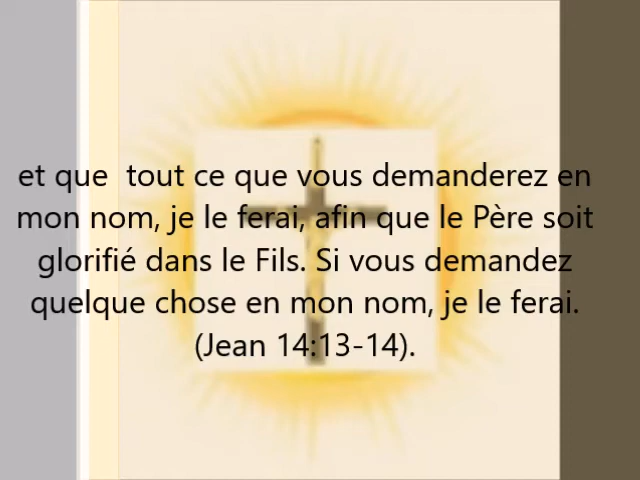 et que  tout ce que vous demanderez en
mon nom, je le ferai, afin que le Père soit
glorifié dans le Fils. Si vous demandez
quelque chose en mon nom, je le ferai.
(Jean 14:13-14).